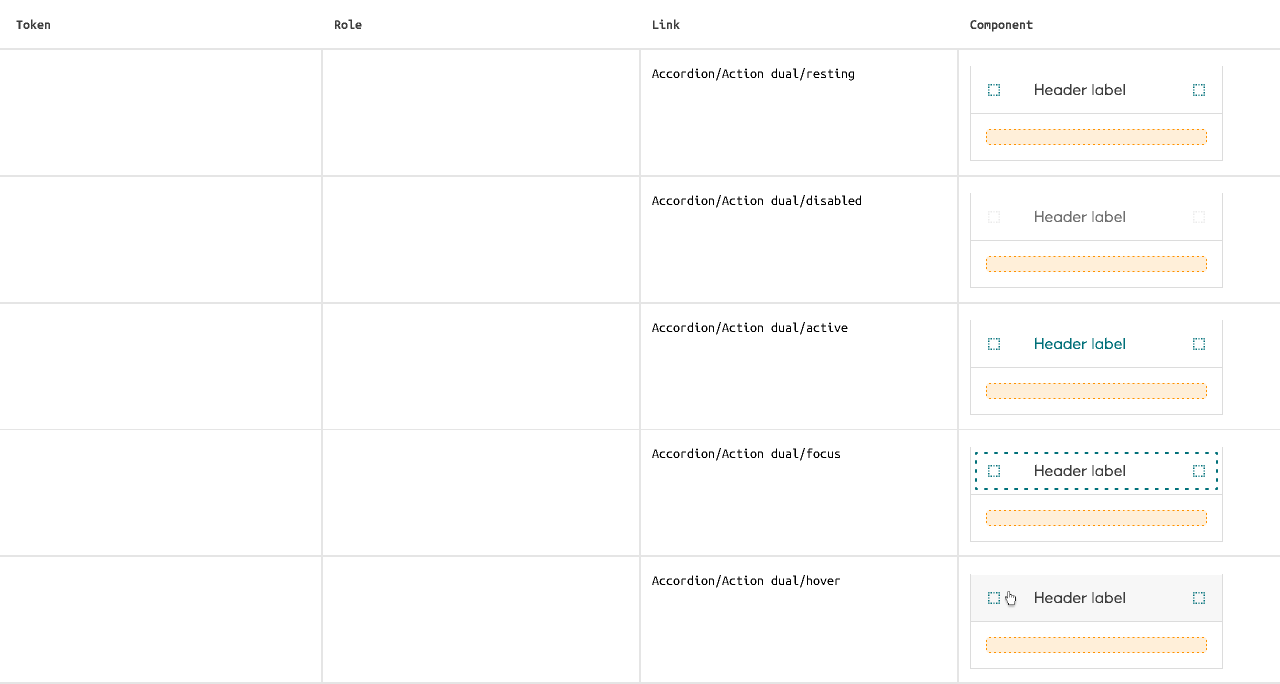 Token Role Link Component
Accordion/Action dual/resting
Header label
Accordion/Action dual/disabled
Header label
Accordion/Action dual/active
Header label
Accordion/Action dual/focus
Header label
Accordion/Action dual/hover
Header label